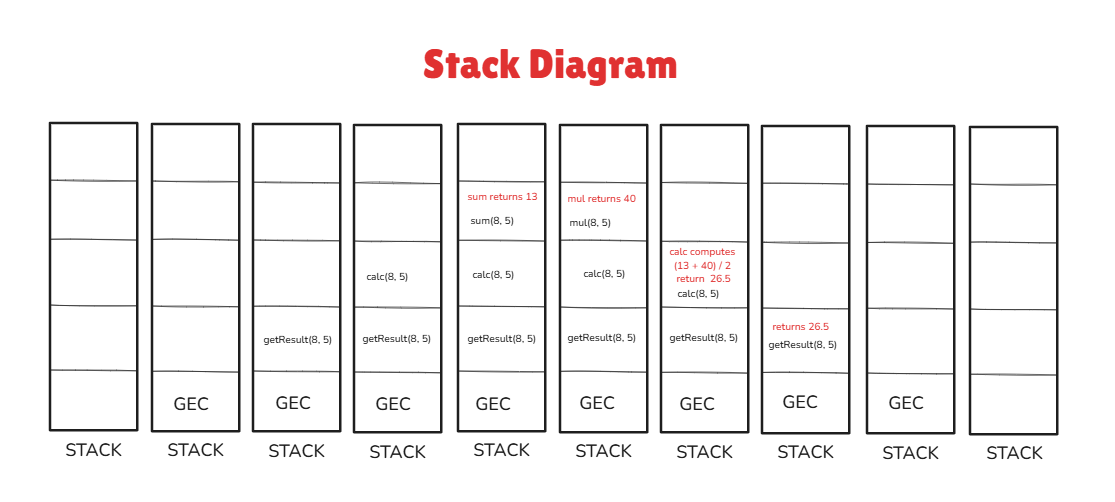 Stack Diagram
sum returns 13
sum(8, 5)
mul returns 40
mul(8, 5)
calc(8, 5)
calc(8, 5)
calc(8, 5)
calc computes
(13 + 40) / 2
return 26.5
calc(8, 5)
getResult(8, 5)
getResult(8, 5)
getResult(8, 5)
getResult(8, 5)
getResult(8, 5)
returns 26.5
getResult(8, 5)
GEC
GEC
GEC
GEC
GEC
GEC
GEC
GEC
STACK
STACK
STACK
STACK
STACK
STACK
STACK
STACK
STACK
STACK